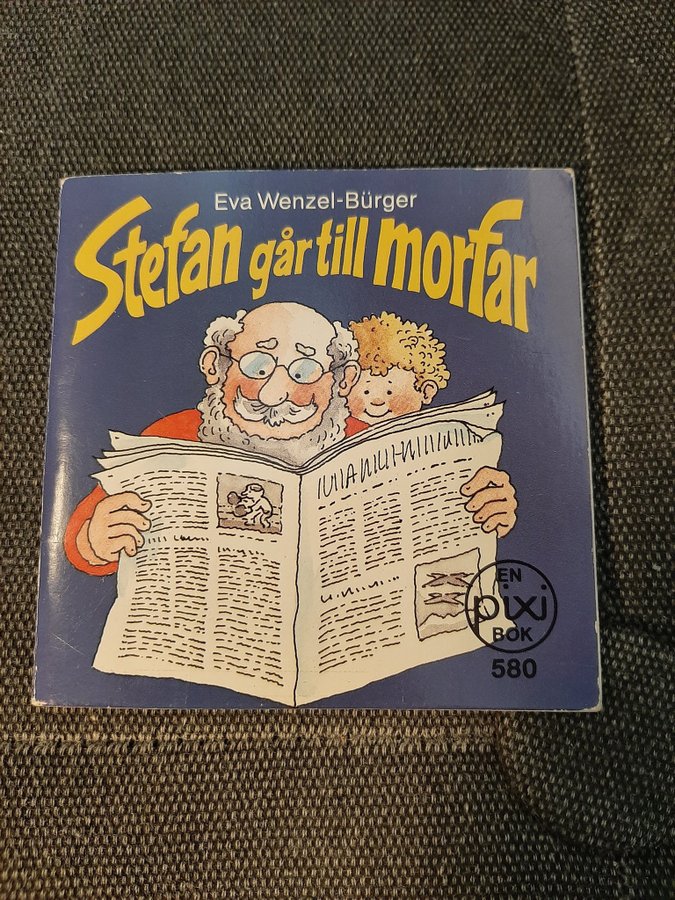 Eva Wenzel-Bürger
Stefan går till morfar
EN
pixi
BOK
580